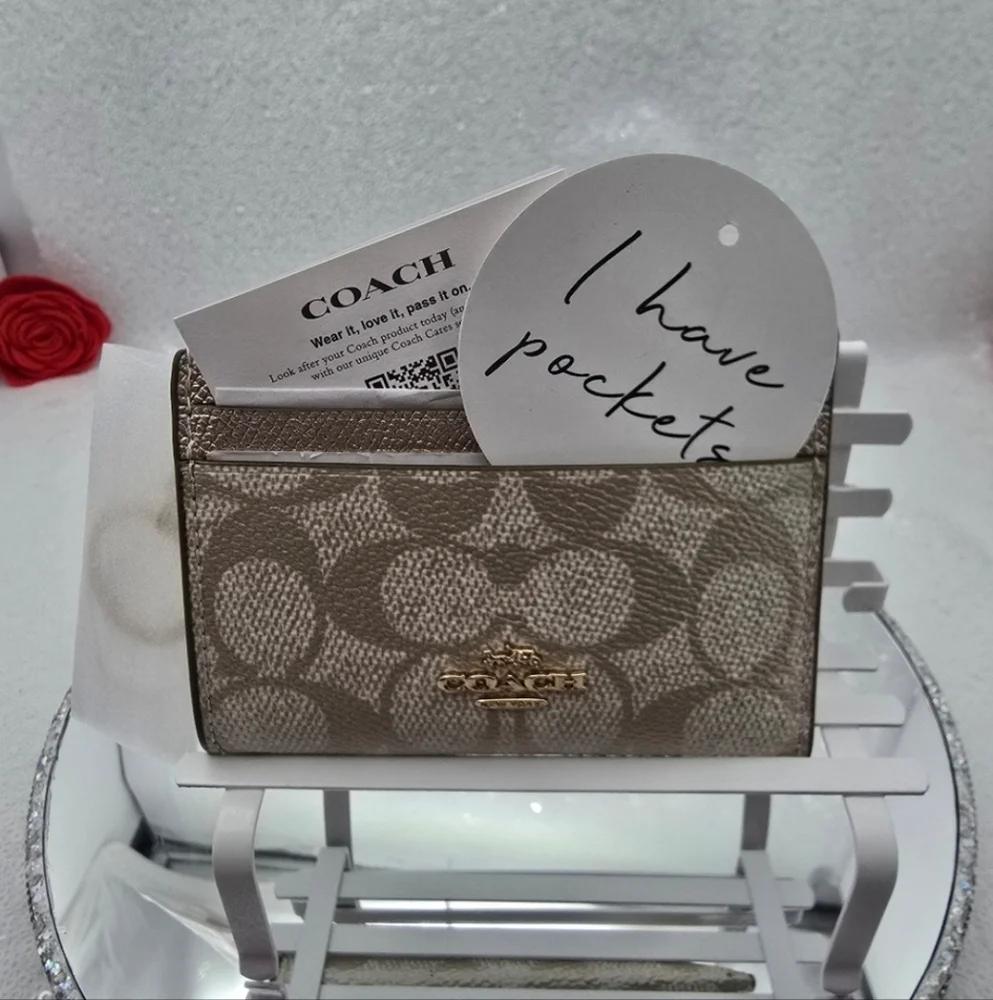 COACH
Wear it, love it, pass it on.
Look after your Coach product today (an
with our unique Coach Cares s
I have
pockets
COACH
NEW YORK